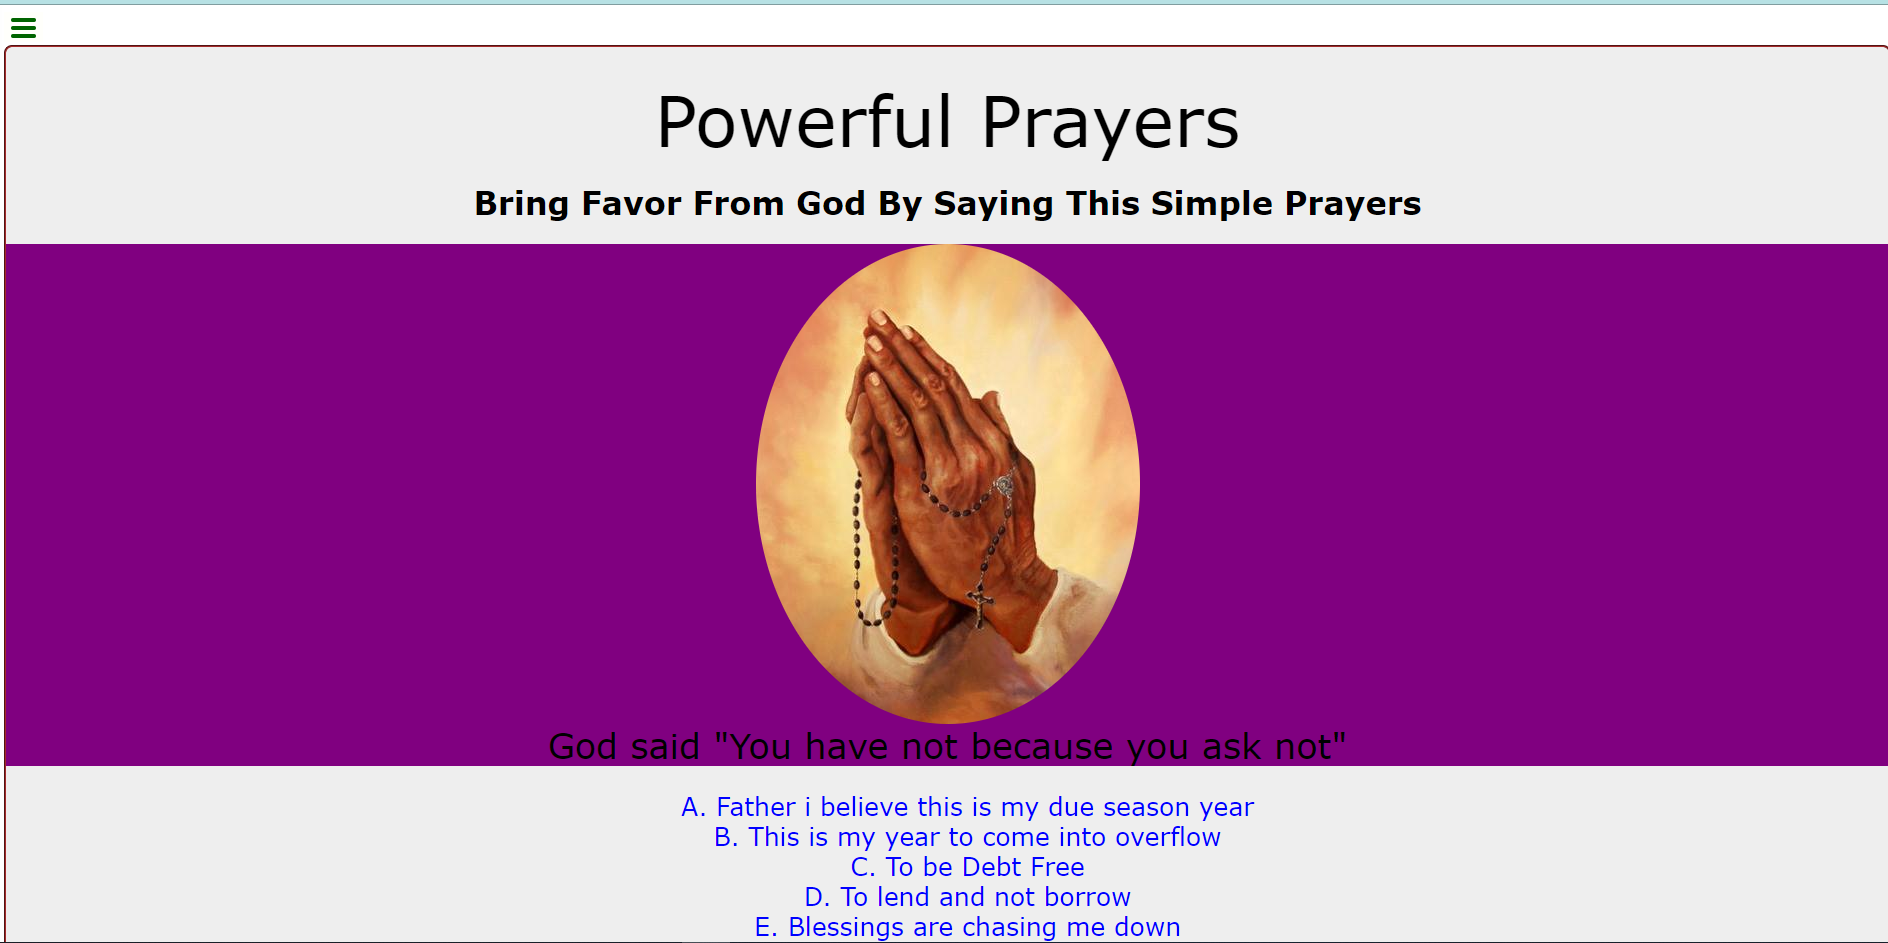 Powerful Prayers
Bring Favor From God By Saying This Simple Prayers
God said "You have not because you ask not"
A. Father i believe this is my due season year
B. This is my year to come into overflow
C. To be Debt Free
D. To lend and not borrow
E. Blessings are chasing me down